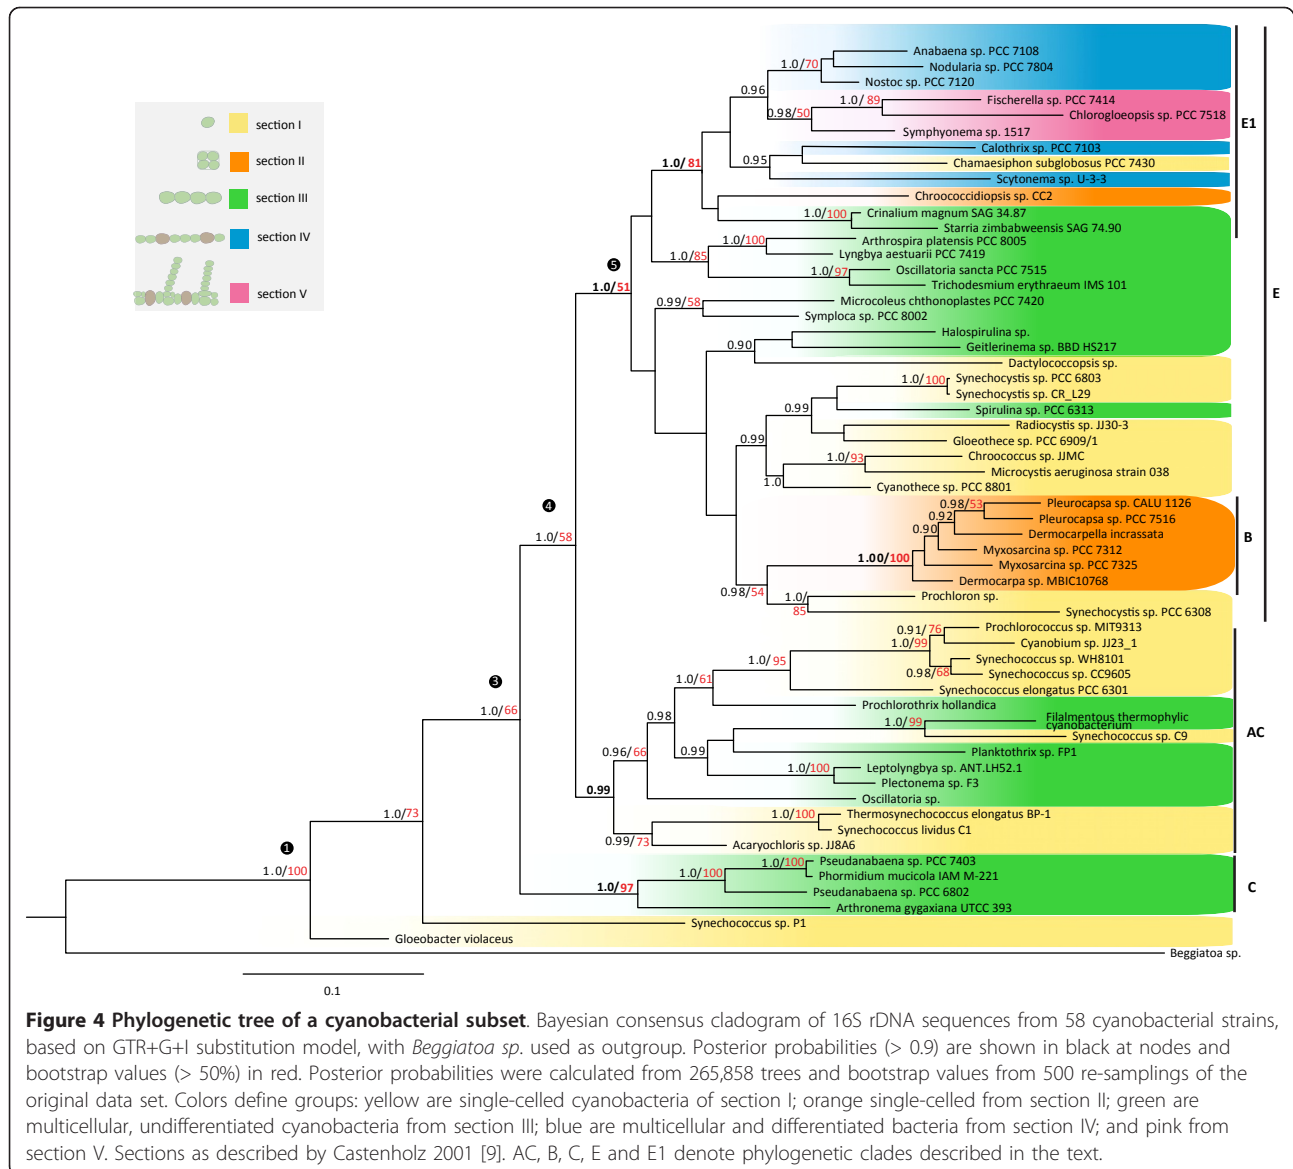 section I
section II
section III
section IV
section V
Anabaena sp. PCC 7108
1.0/70
Nodularia sp. PCC 7804
Nostoc sp. PCC 7120
0.96
1.0/ 89
Fischerella sp. PCC 7414
0.98/50
Chlorogloeopsis sp. PCC 7518
E1
Symphyonema sp. 1517
Calothrix sp. PCC 7103
1.0/ 81
0.95
Chamaesiphon subglobosus PCC 7430
Scytonema sp. U-3-3
Chroococcidiopsis sp. CC2
1.0/100
Crinalium magnum SAG 34.87
Starria zimbabweensis SAG 74.90
1.0/100
Arthrospira platensis PCC 8005
1.0/85
Lyngbya aestuarii PCC 7419
5
1.0/97
Oscillatoria sancta PCC 7515
1.0/51
Trichodesmium erythraeum IMS 101
E
0.99/58
Microcoleus chthonoplastes PCC 7420
Symploca sp. PCC 8002
Halospirulina sp.
0.90
Geitlerinema sp. BBD HS217
Dactylococcopsis sp.
1.0/100
Synechocystis sp. PCC 6803
Synechocystis sp. CR_L29
0.99
Spirulina sp. PCC 6313
Radiocystis sp. JJ30-3
0.99
Gloeothece sp. PCC 6909/1
1.0/93
Chroococcus sp. JJMC
Microcystis aeruginosa strain 038
1.0
Cyanothece sp. PCC 8801
4
0.98/53
Pleurocapsa sp. CALU 1126
0.92
Pleurocapsa sp. PCC 7516
0.90
Dermocarpella incrassata
B
1.0/58
Myxosarcina sp. PCC 7312
1.00/100
Myxosarcina sp. PCC 7325
Dermocarpa sp. MBIC10768
0.98/54
1.0/
85
Prochloron sp.
Synechocystis sp. PCC 6308
0.91/ 76
Prochlorococcus sp. MIT9313
1.0/99
Cyanobium sp. JJ23_1
1.0/ 95
Synechococcus sp. WH8101
0.98/68
Synechococcus sp. CC9605
1.0/61
Synechococcus elongatus PCC 6301
3
Prochlorothrix hollandica
1.0/66
0.98
1.0/ 99
Filalmentous thermophylic
cyanobacterium
AC
Synechococcus sp. C9
0.96/ 66
0.99
Planktothrix sp. FP1
1.0/100
Leptolyngbya sp. ANT.LH52.1
Plectonema sp. F3
0.99
Oscillatoria sp.
1.0/73
1.0/100
Thermosynechococcus elongatus BP-1
Synechococcus lividus C1
0.99/73
Acaryochloris sp. JJ8A6
1
1.0/100
Pseudanabaena sp. PCC 7403
1.0/100
1.0/100
Phormidium mucicola IAM M-221
1.0/97
Pseudanabaena sp. PCC 6802
C
Arthronema gygaxiana UTCC 393
Synechococcus sp. P1
Gloeobacter violaceus
Beggiatoa sp.
0.1
Figure 4 Phylogenetic tree of a cyanobacterial subset. Bayesian consensus cladogram of 16S rDNA sequences from 58 cyanobacterial strains,
based on GTR+G+I substitution model, with Beggiatoa sp. used as outgroup. Posterior probabilities (> 0.9) are shown in black at nodes and
bootstrap values (> 50%) in red. Posterior probabilities were calculated from 265,858 trees and bootstrap values from 500 re-samplings of the
original data set. Colors define groups: yellow are single-celled cyanobacteria of section I; orange single-celled from section II; green are
multicellular, undifferentiated cyanobacteria from section III; blue are multicellular and differentiated bacteria from section IV; and pink from
section V. Sections as described by Castenholz 2001 [9]. AC, B, C, E and E1 denote phylogenetic clades described in the text.